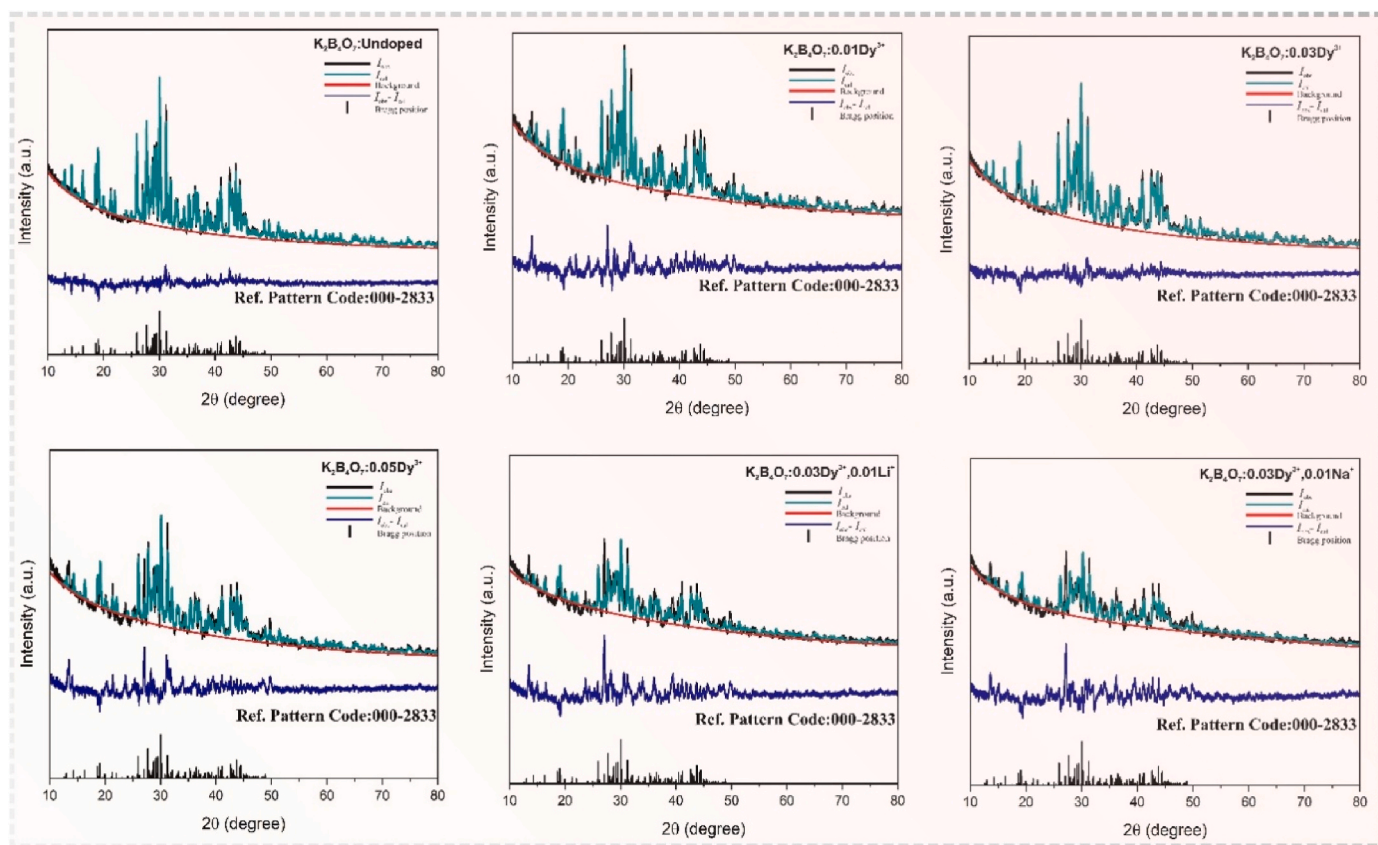 K₂B₄O₇:Undoped
Background
Bragg position
Intensity (a.u.)
Ref. Pattern Code:000-2833
10 20 30 40 50 60 70 80
2θ (degree)
K₂B₄O₇:0.01Dy³⁺
Background
Bragg position
Intensity (a.u.)
Ref. Pattern Code:000-2833
10 20 30 40 50 60 70 80
2θ (degree)
K₂B₄O₇:0.03Dy³⁺
Background
Bragg position
Intensity (a.u.)
Ref. Pattern Code:000-2833
10 20 30 40 50 60 70 80
2θ (degree)
K₂B₄O₇:0.05Dy³⁺
Background
Bragg position
Intensity (a.u.)
Ref. Pattern Code:000-2833
10 20 30 40 50 60 70 80
2θ (degree)
K₂B₄O₇:0.03Dy³⁺,0.01Li⁺
Background
Bragg position
Intensity (a.u.)
Ref. Pattern Code:000-2833
10 20 30 40 50 60 70 80
2θ (degree)
K₂B₄O₇:0.03Dy³⁺,0.01Na⁺
Background
Bragg position
Intensity (a.u.)
Ref. Pattern Code:000-2833
10 20 30 40 50 60 70 80
2θ (degree)